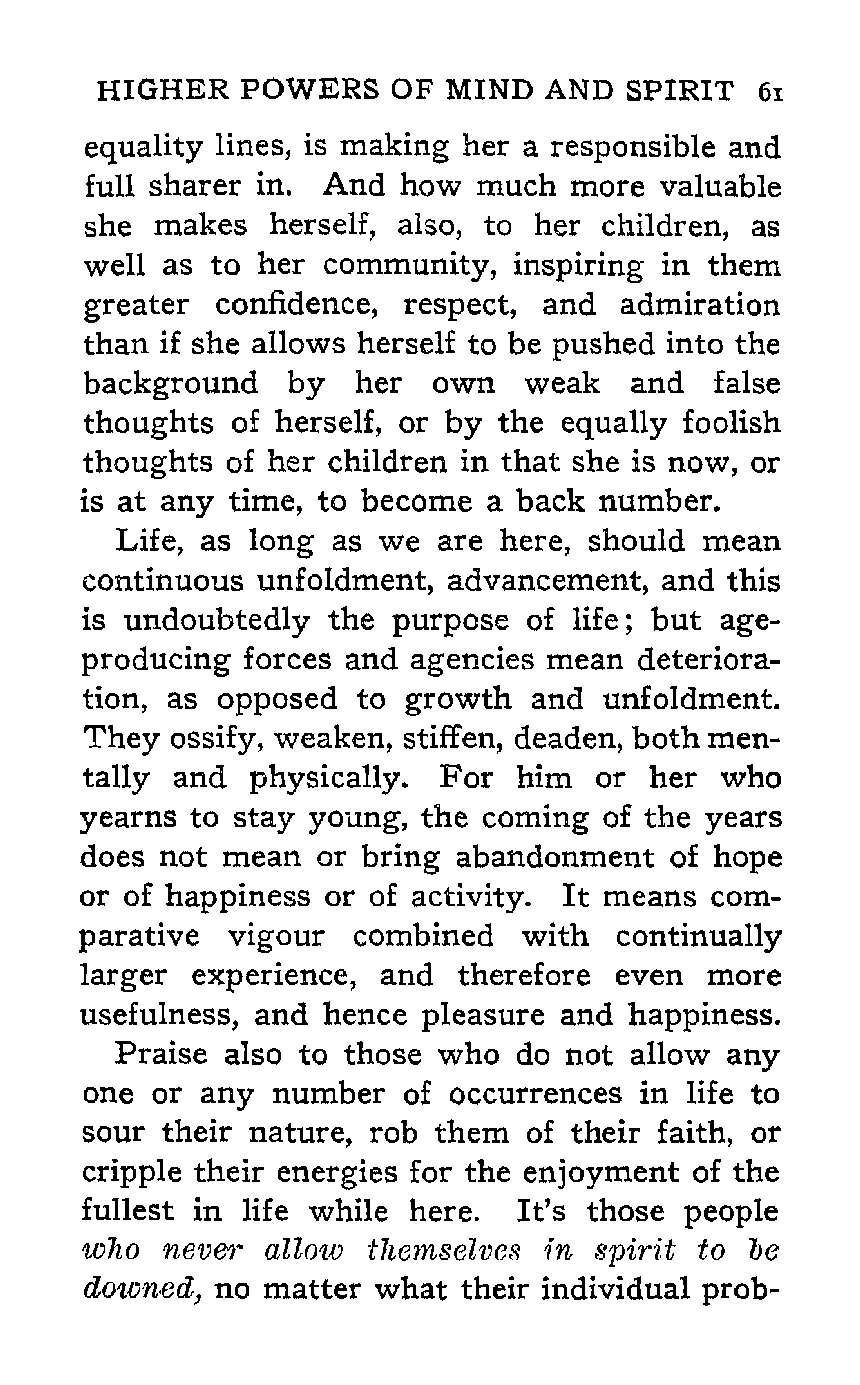 HIGHER POWERS OF MIND AND SPIRIT 61
equality lines, is making her a responsible and
full sharer in. And how much more valuable
she makes herself, also, to her children, as
well as to her community, inspiring in them
greater confidence, respect, and admiration
than if she allows herself to be pushed into the
background by her own weak and false
thoughts of herself, or by the equally foolish
thoughts of her children in that she is now, or
is at any time, to become a back number.
Life, as long as we are here, should mean
continuous unfoldment, advancement, and this
is undoubtedly the purpose of life; but age-
producing forces and agencies mean deteriora-
tion, as opposed to growth and unfoldment.
They ossify, weaken, stiffen, deaden, both men-
tally and physically. For him or her who
yearns to stay young, the coming of the years
does not mean or bring abandonment of hope
or of happiness or of activity. It means com-
parative vigour combined with continually
larger experience, and therefore even more
usefulness, and hence pleasure and happiness.
Praise also to those who do not allow any
one or any number of occurrences in life to
sour their nature, rob them of their faith, or
cripple their energies for the enjoyment of the
fullest in life while here. It's those people
who never allow themselves in spirit to be
downed, no matter what their individual prob-